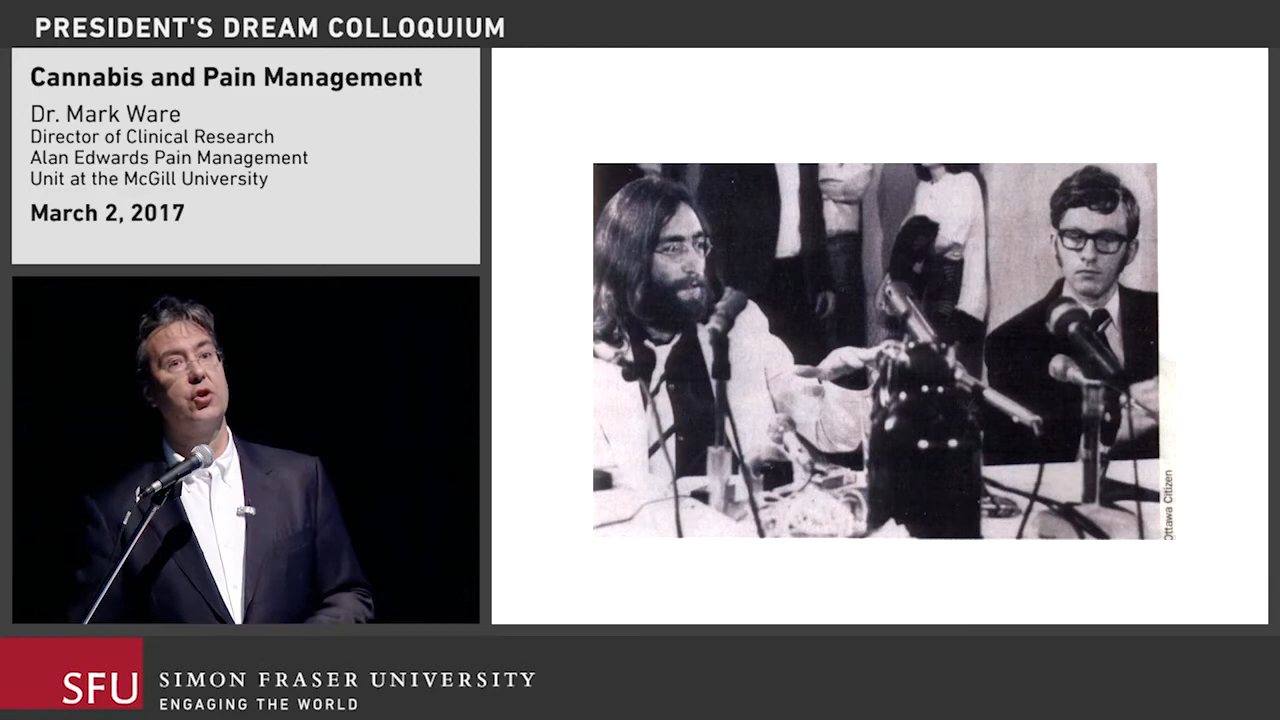 PRESIDENT'S DREAM COLLOQUIUM
Cannabis and Pain Management
Dr. Mark Ware
Director of Clinical Research
Alan Edwards Pain Management
Unit at the McGill University
March 2, 2017
Ottawa Citizen
SFU
SIMON FRASER UNIVERSITY
ENGAGING THE WORLD